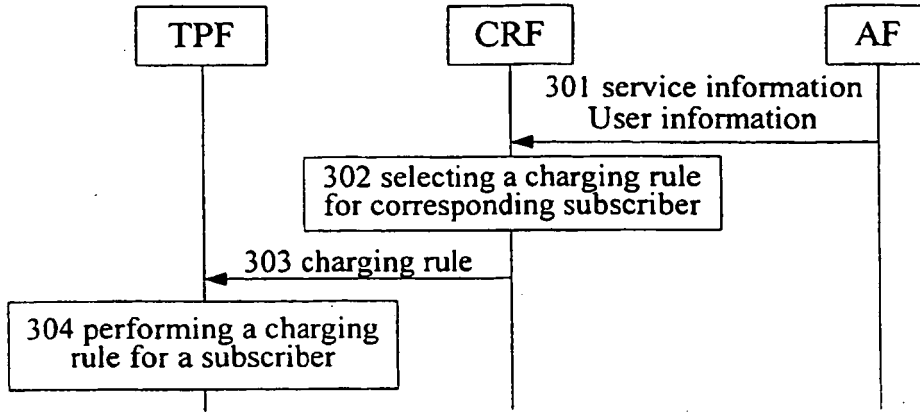 TPF
CRF
AF
301 service information
User information
302 selecting a charging rule
for corresponding subscriber
303 charging rule
304 performing a charging
rule for a subscriber